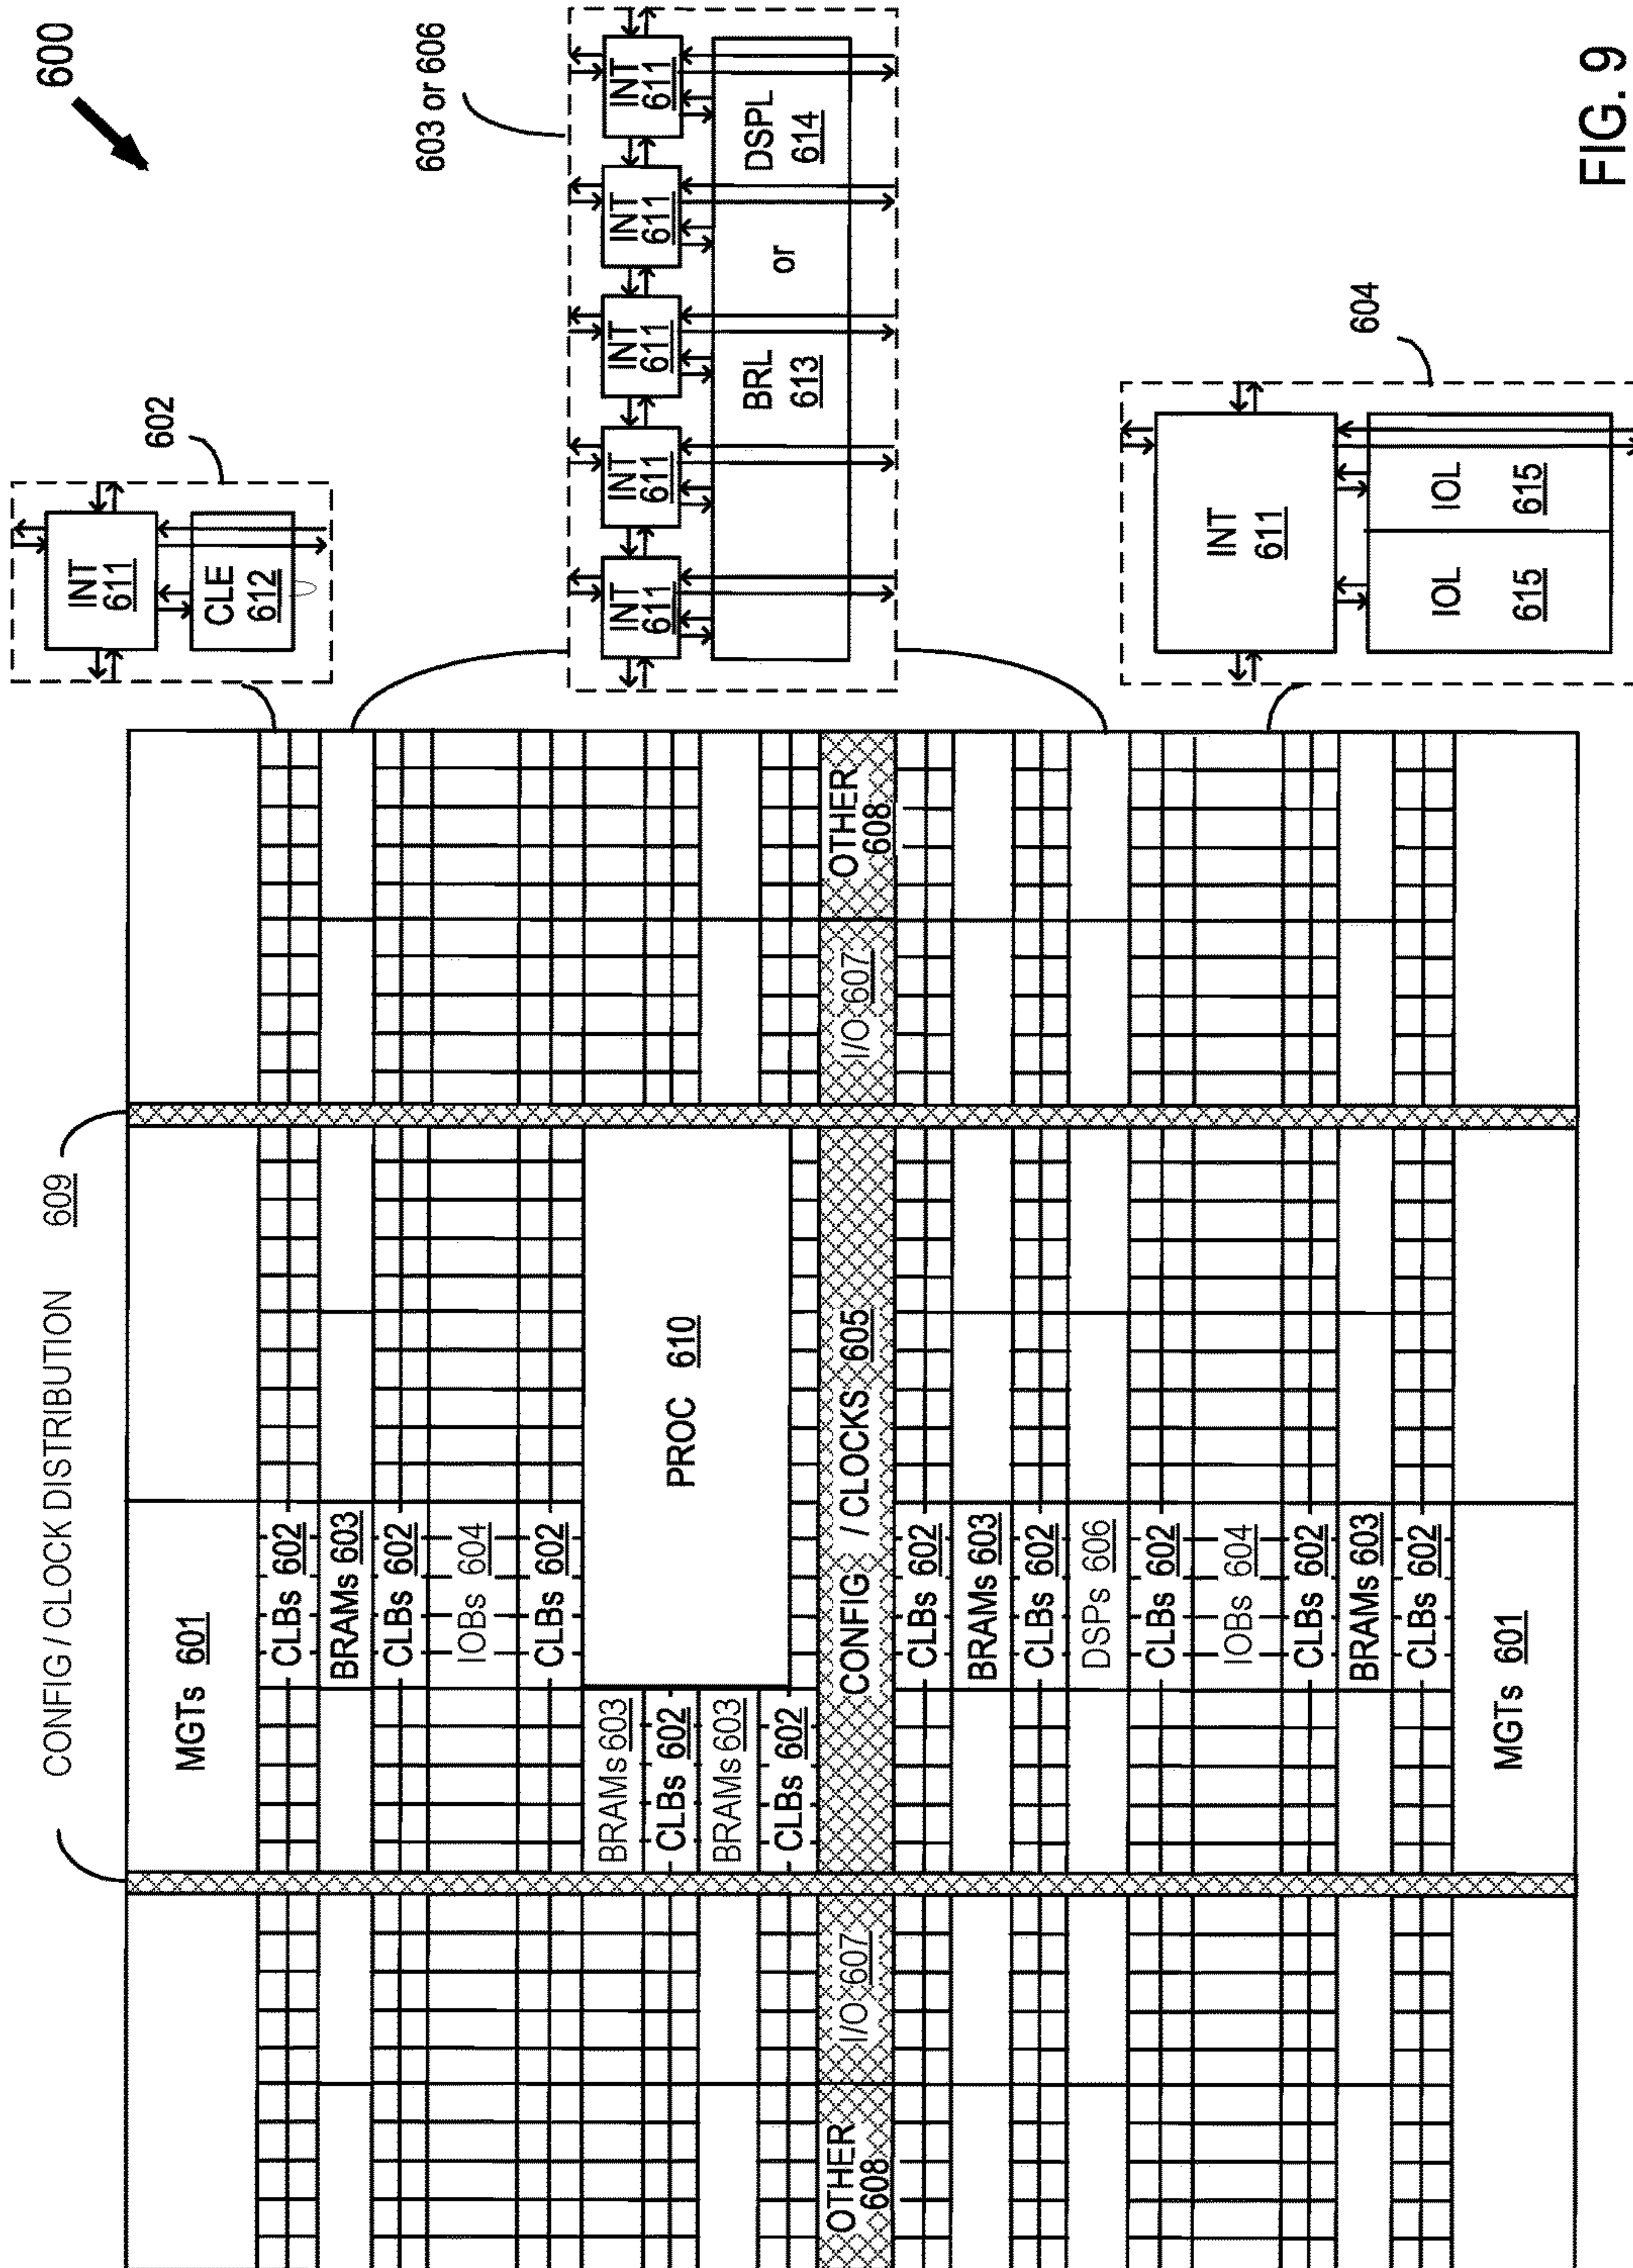 600
CONFIG / CLOCK DISTRIBUTION 609
MGTs 601
CLBs 602
BRAMs 603
CLBs 602
IOBs 604
CLBs 602
BRAMs 603
CLBs 602
BRAMs 603
CLBs 602
PROC 610
OTHER
608
I/O 607
CONFIG / CLOCKS 605
I/O 607
OTHER
608
CLBs 602
BRAMs 603
CLBs 602
DSPs 606
CLBs 602
IOBs 604
CLBs 602
BRAMs 603
CLBs 602
MGTs 601
602
INT
611
CLE
612
603 or 606
INT
611
INT
611
INT
611
INT
611
INT
611
BRL
613
or
DSPL
614
604
INT
611
IOL
615
IOL
615
FIG. 9